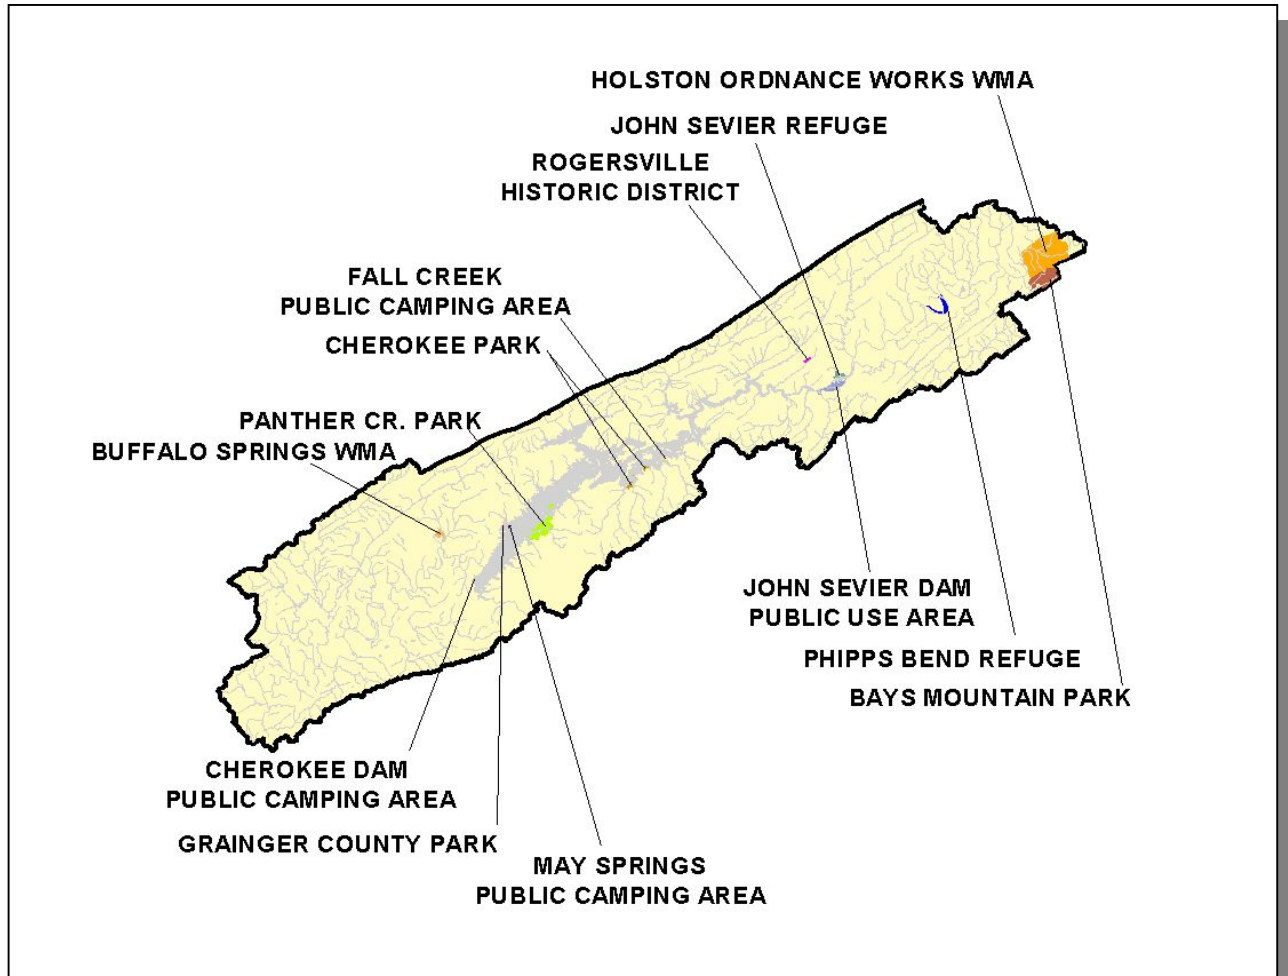 HOLSTON ORDNANCE WORKS WMA
JOHN SEVIER REFUGE
ROGERSVILLE
HISTORIC DISTRICT
FALL CREEK
PUBLIC CAMPING AREA
CHEROKEE PARK
PANTHER CR. PARK
BUFFALO SPRINGS WMA
JOHN SEVIER DAM
PUBLIC USE AREA
PHIPPS BEND REFUGE
BAYS MOUNTAIN PARK
CHEROKEE DAM
PUBLIC CAMPING AREA
GRAINGER COUNTY PARK
MAY SPRINGS
PUBLIC CAMPING AREA